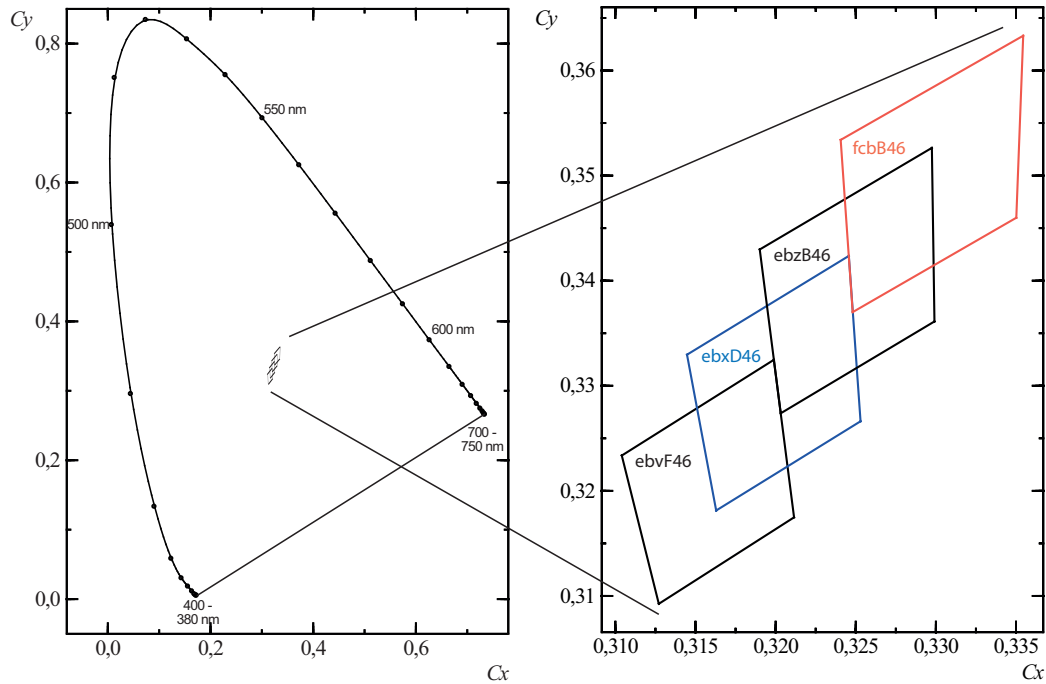 Cy
0,8
0,6
0,4
0,2
0,0
0,0
0,2
0,4
0,6
Cx
550 nm
500 nm
600 nm
700 -
750 nm
400 -
380 nm
Cy
0,36
0,35
0,34
0,33
0,32
0,31
0,310
0,315
0,320
0,325
0,330
0,335
Cx
fcbB46
ebzB46
ebxD46
ebvF46